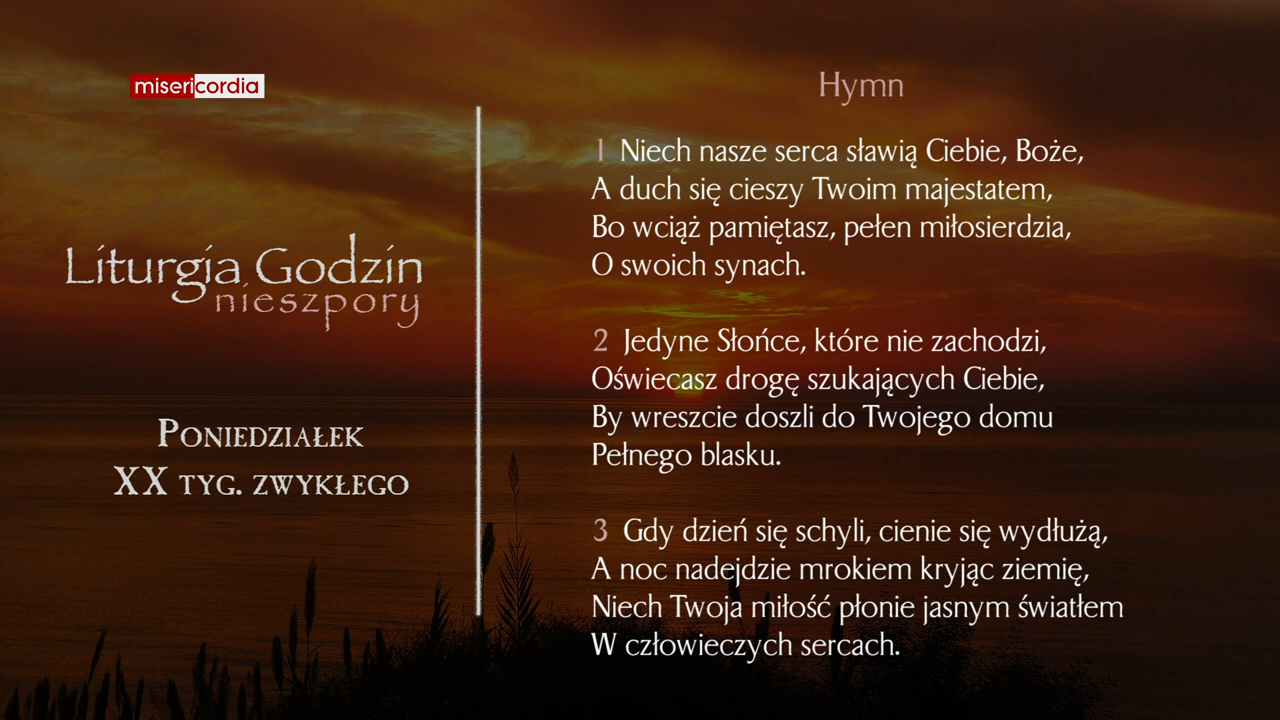 misericordia
Liturgia Godzin
nieszpory
Poniedziałek
XX tyg. zwykłego
Hymn
1 Niech nasze serca sławią Ciebie, Boże,
A duch się cieszy Twoim majestatem,
Bo wciąż pamiętasz, pełen miłosierdzia,
O swoich synach.
2 Jedyne Słońce, które nie zachodzi,
Oświecasz drogę szukających Ciebie,
By wreszcie doszli do Twojego domu
Pełnego blasku.
3 Gdy dzień się schyli, cienie się wydłużą,
A noc nadejdzie mrokiem kryjąc ziemię,
Niech Twoja miłość płonie jasnym światłem
W człowieczych sercach.